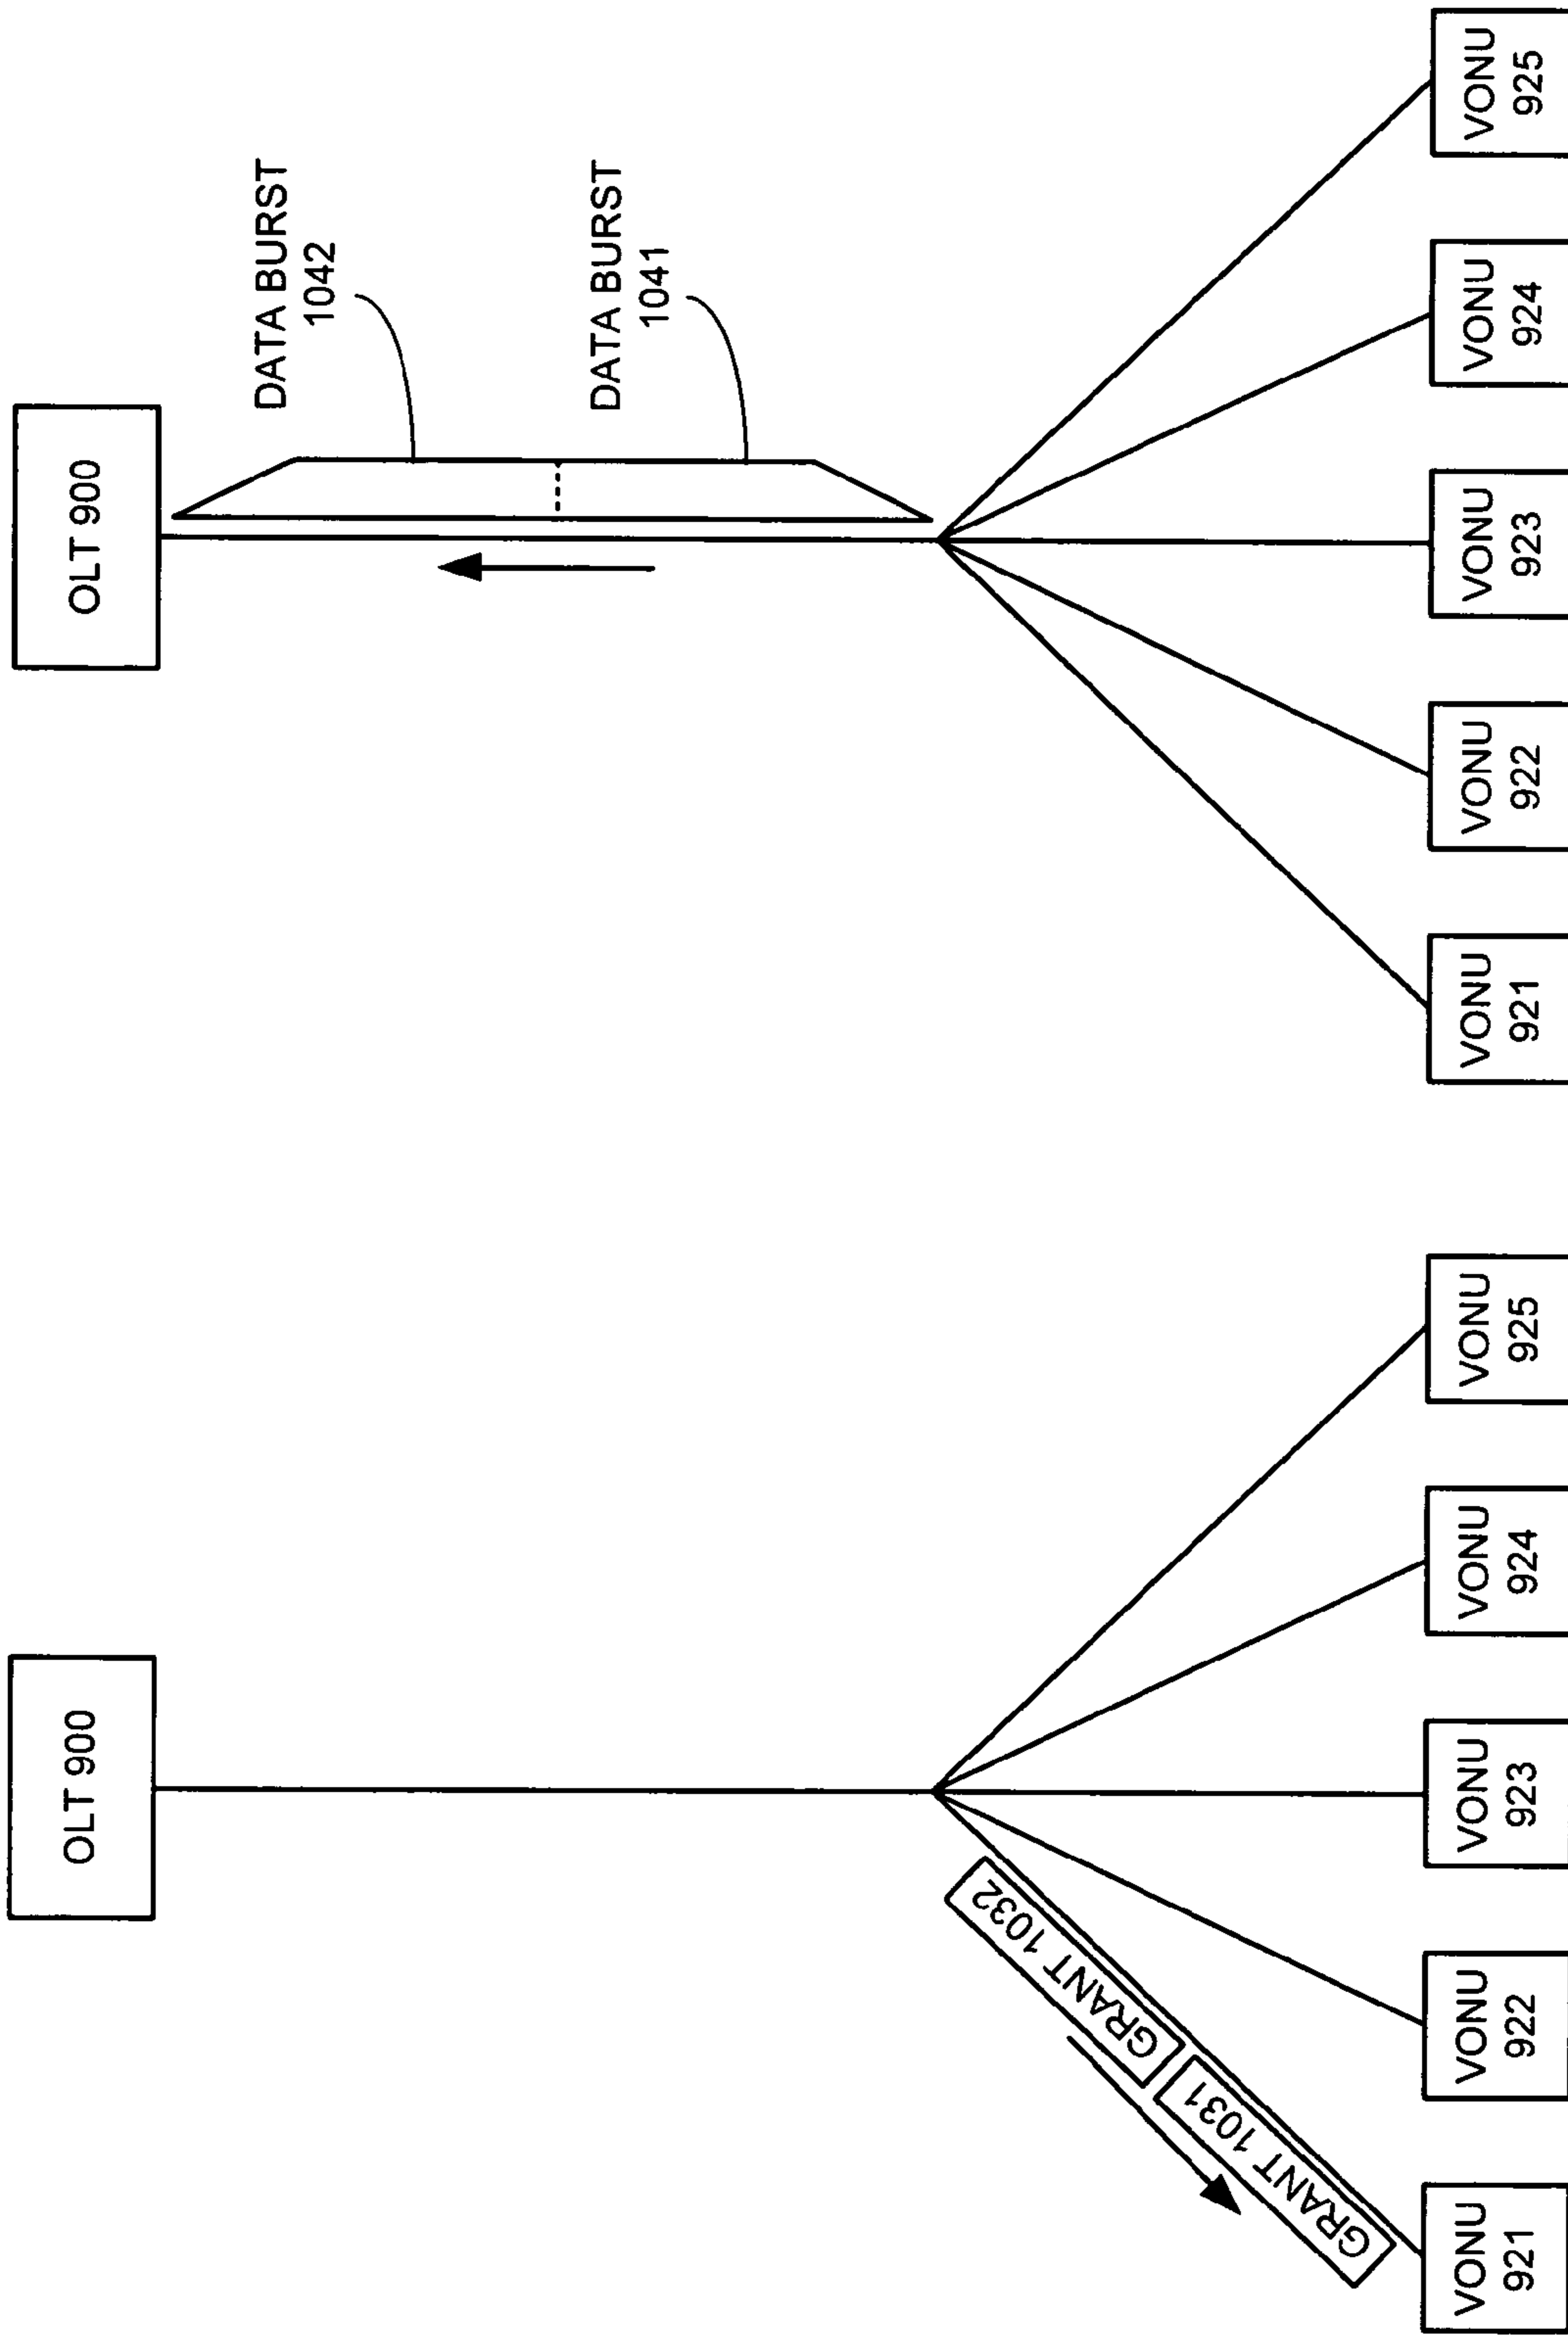 OLT 900
GRANT 1032
GRANT 1031
VONU
921
VONU
922
VONU
923
VONU
924
VONU
925
OLT 900
DATA BURST
1042
DATA BURST
1041
VONU
921
VONU
922
VONU
923
VONU
924
VONU
925